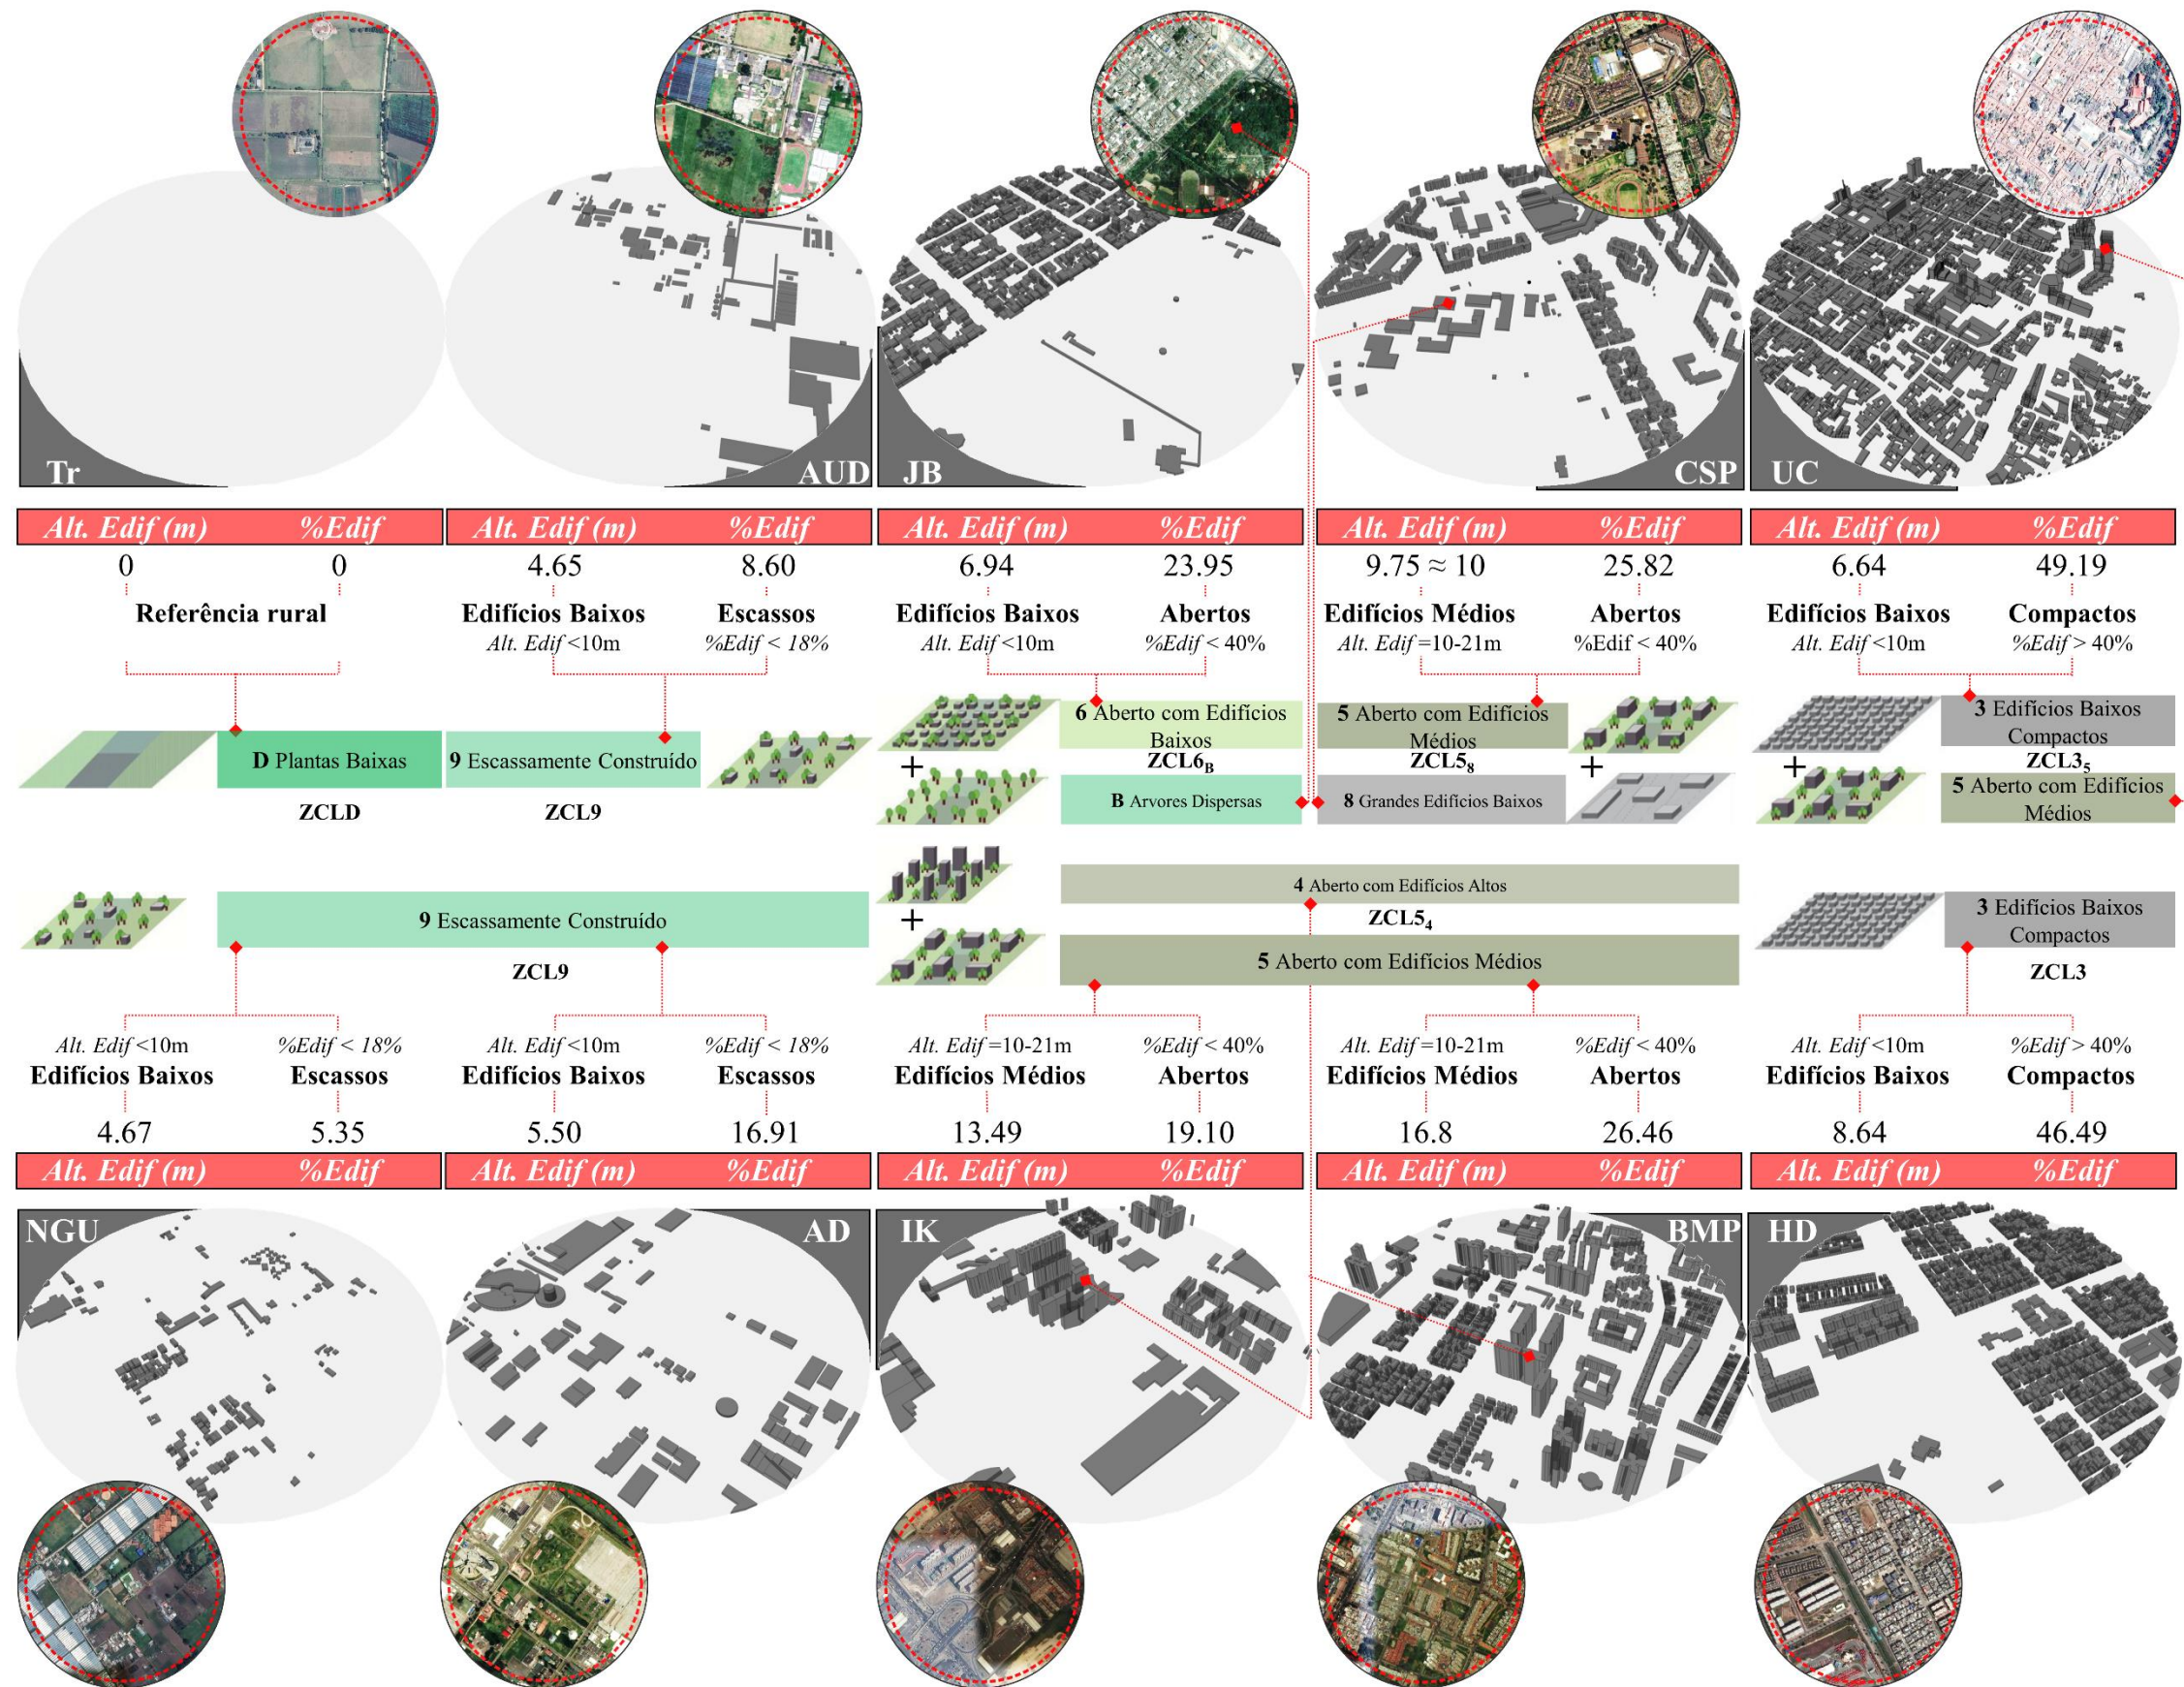 Tr
AUD
JB
CSP
UC
Alt. Edif (m) %Edif
Alt. Edif (m) %Edif
Alt. Edif (m) %Edif
Alt. Edif (m) %Edif
Alt. Edif (m) %Edif
0 0
4.65 8.60
6.94 23.95
9.75 ≈ 10 25.82
6.64 49.19
Referência rural
Edifícios Baixos Escassos
Edifícios Baixos Abertos
Edifícios Médios Abertos
Edifícios Baixos Compactos
Alt. Edif <10m %Edif < 18%
Alt. Edif <10m %Edif < 40%
Alt. Edif =10-21m %Edif < 40%
Alt. Edif <10m %Edif > 40%
D Plantas Baixas
ZCLD
9 Escassamente Construído
ZCL9
6 Aberto com Edifícios
Baixos
+
ZCL6B
B Arvores Dispersas
5 Aberto com Edifícios
Médios
ZCL58
+
8 Grandes Edifícios Baixos
3 Edifícios Baixos
Compactos
+
ZCL35
5 Aberto com Edifícios
Médios
9 Escassamente Construído
ZCL9
4 Aberto com Edifícios Altos
+
ZCL54
5 Aberto com Edifícios Médios
3 Edifícios Baixos
Compactos
ZCL3
Alt. Edif <10m %Edif < 18%
Alt. Edif <10m %Edif < 18%
Alt. Edif =10-21m %Edif < 40%
Alt. Edif =10-21m %Edif < 40%
Alt. Edif <10m %Edif > 40%
Edifícios Baixos Escassos
Edifícios Baixos Escassos
Edifícios Médios Abertos
Edifícios Médios Abertos
Edifícios Baixos Compactos
4.67 5.35
5.50 16.91
13.49 19.10
16.8 26.46
8.64 46.49
Alt. Edif (m) %Edif
Alt. Edif (m) %Edif
Alt. Edif (m) %Edif
Alt. Edif (m) %Edif
Alt. Edif (m) %Edif
NGU
AD
IK
BMP
HD